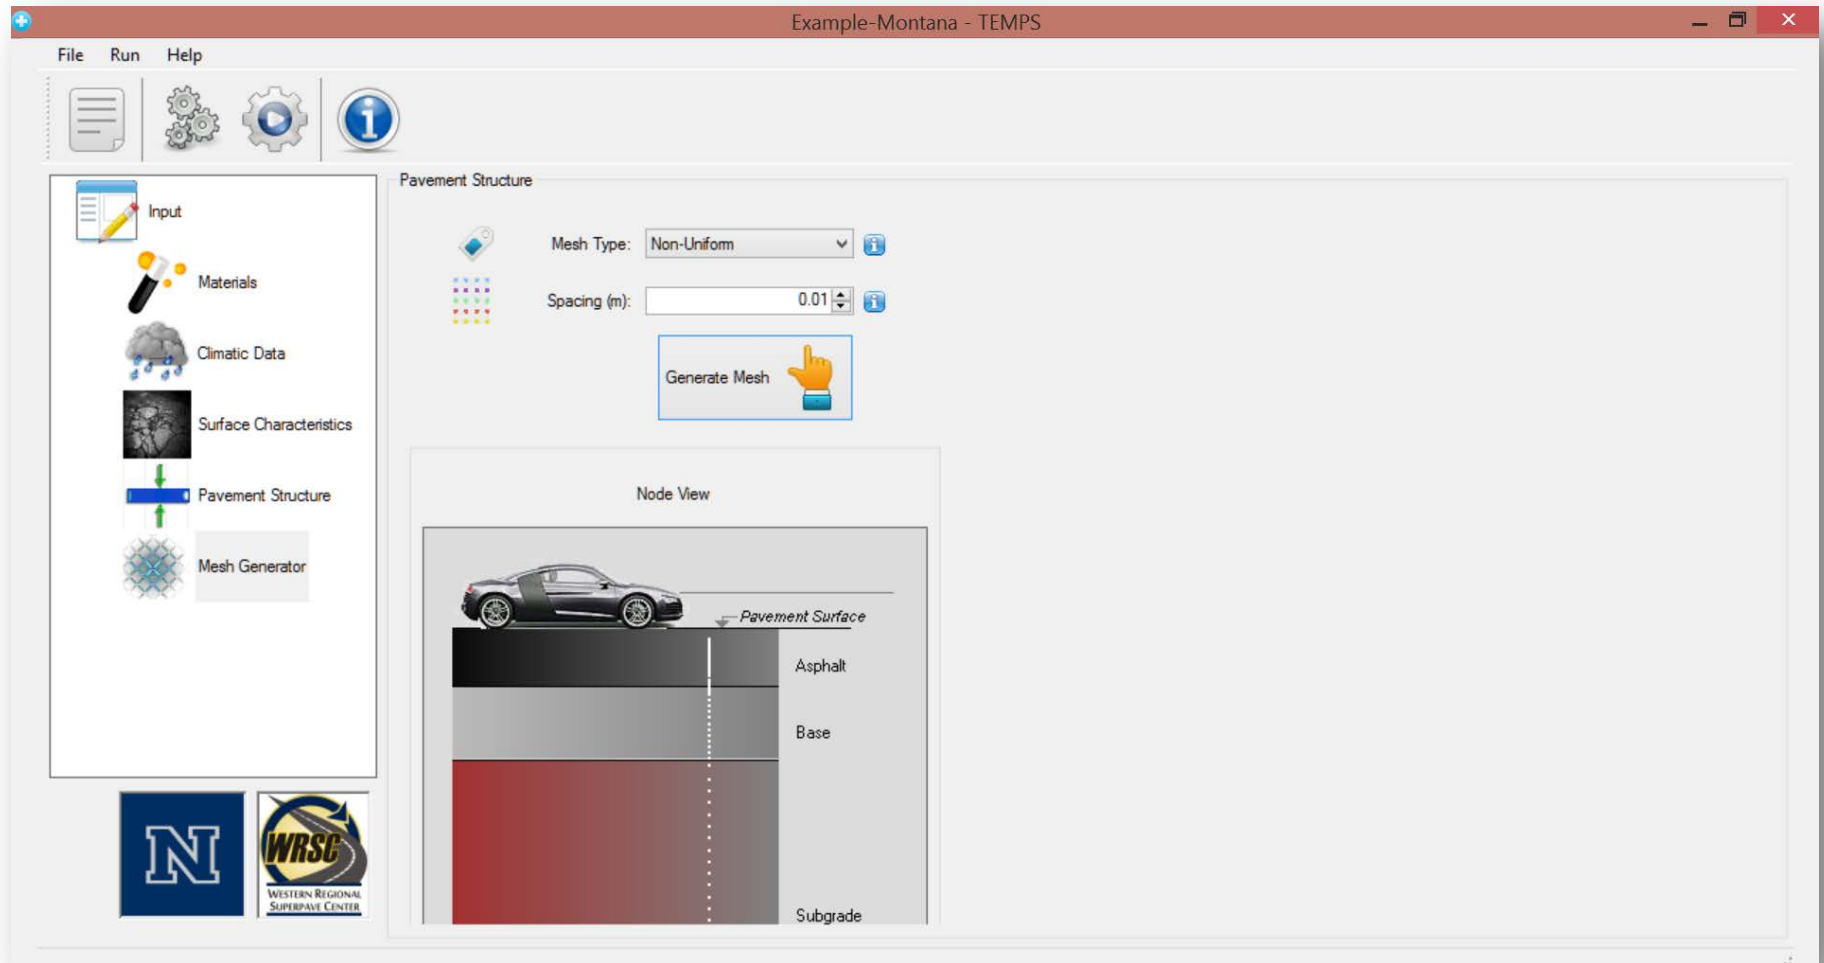 Example-Montana - TEMPS
File Run Help
Input
Materials
Climatic Data
Surface Characteristics
Pavement Structure
Mesh Generator
N
WRSC
WESTERN REGIONAL
SUPERPAVE CENTER
Pavement Structure
Mesh Type: Non-Uniform
Spacing (m): 0.01
Generate Mesh
Node View
Pavement Surface
Asphalt
Base
Subgrade